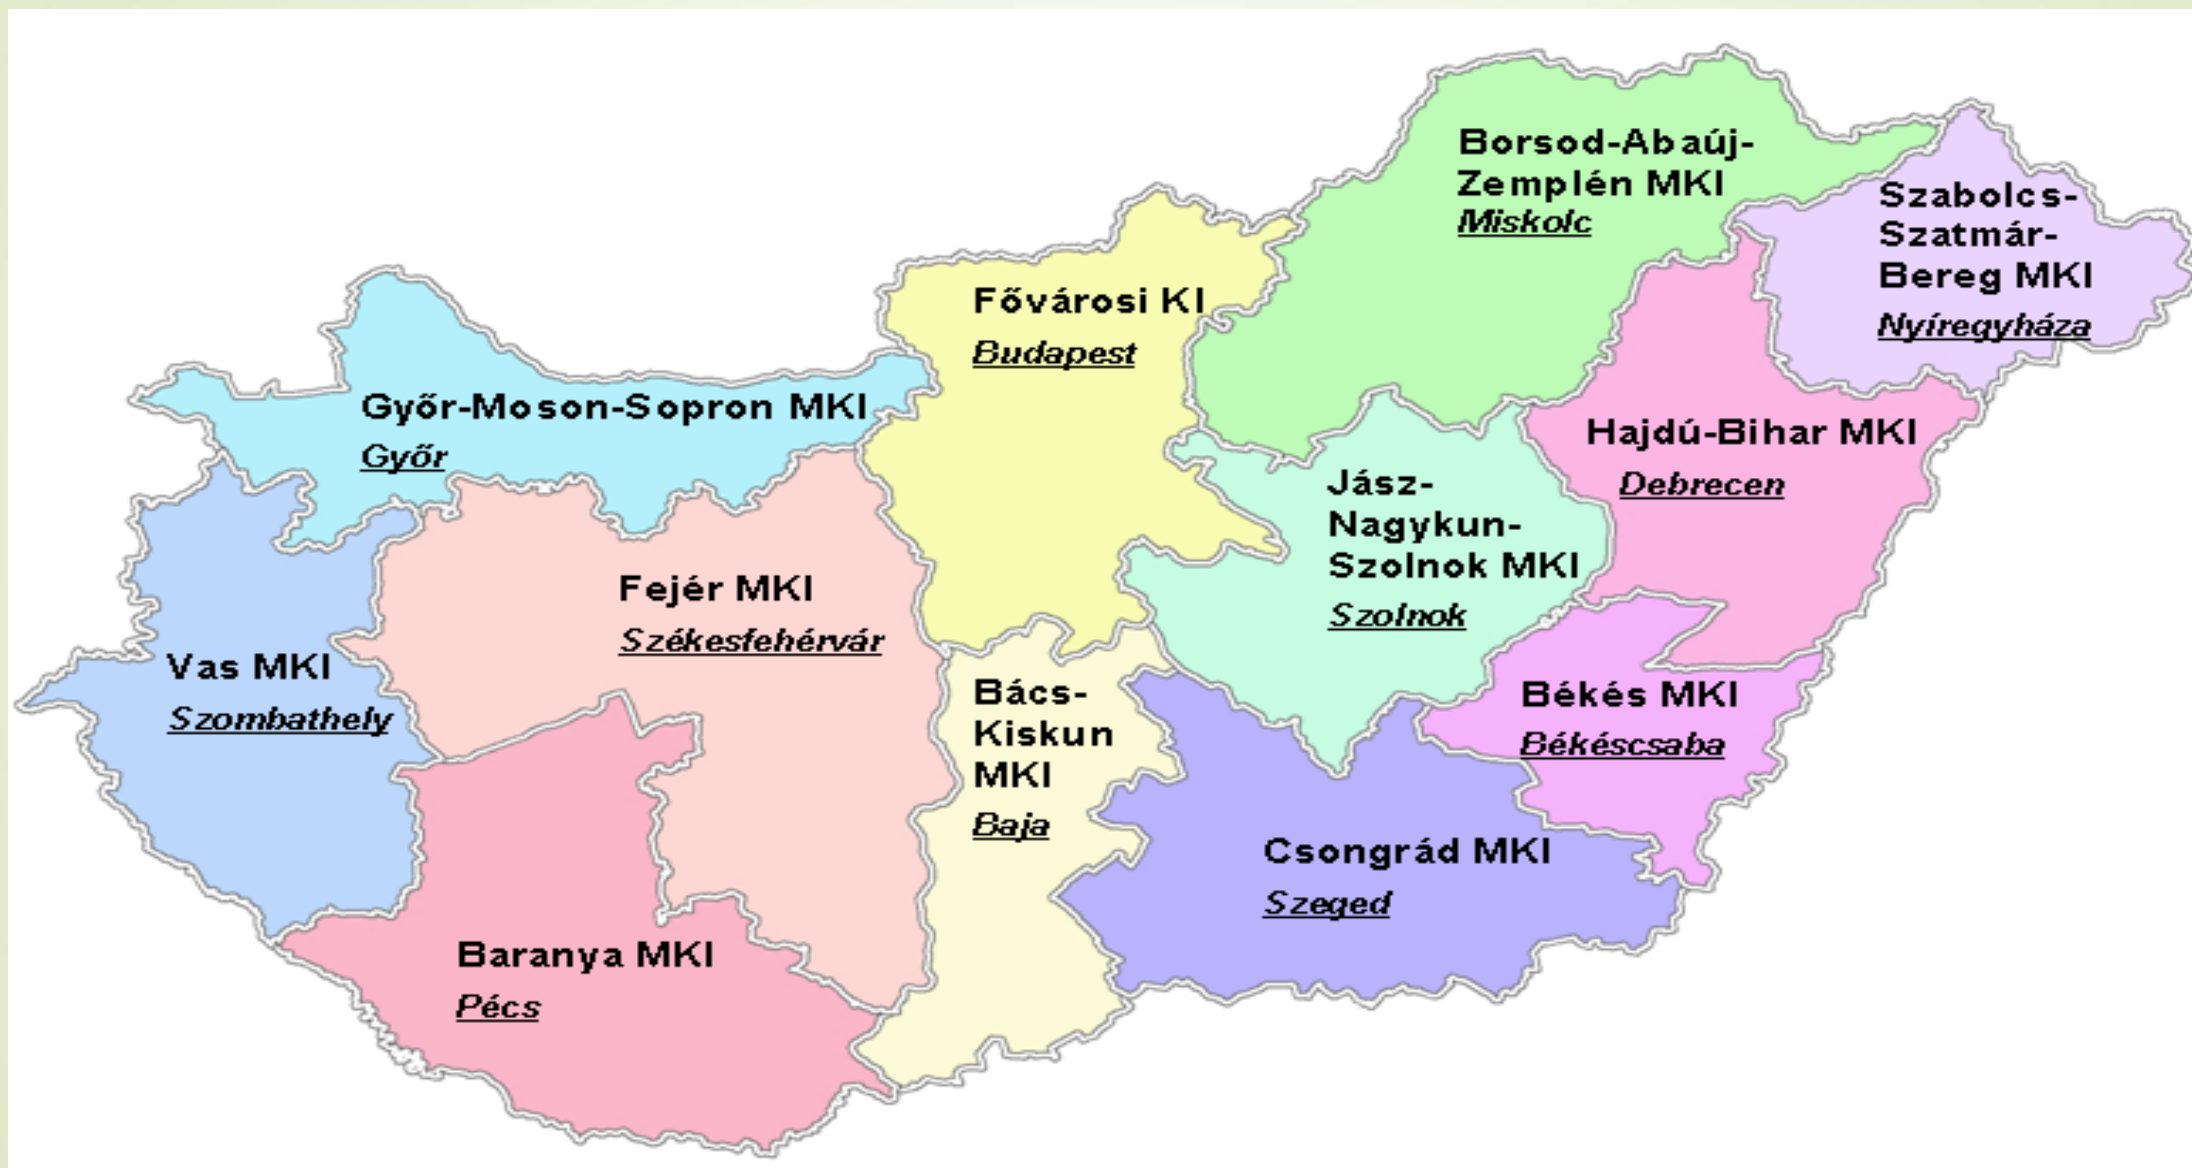 Borsod-Abaúj-
Zemplén MKI
Miskolc
Szabolcs-
Szatmár-
Bereg MKI
Nyíregyháza
Fővárosi KI
Budapest
Győr-Moson-Sopron MKI
Győr
Hajdú-Bihar MKI
Debrecen
Jász-
Nagykun-
Szolnok MKI
Szolnok
Fejér MKI
Székesfehérvár
Vas MKI
Szombathely
Bács-
Kiskun
MKI
Baja
Békés MKI
Békéscsaba
Csongrád MKI
Szeged
Baranya MKI
Pécs